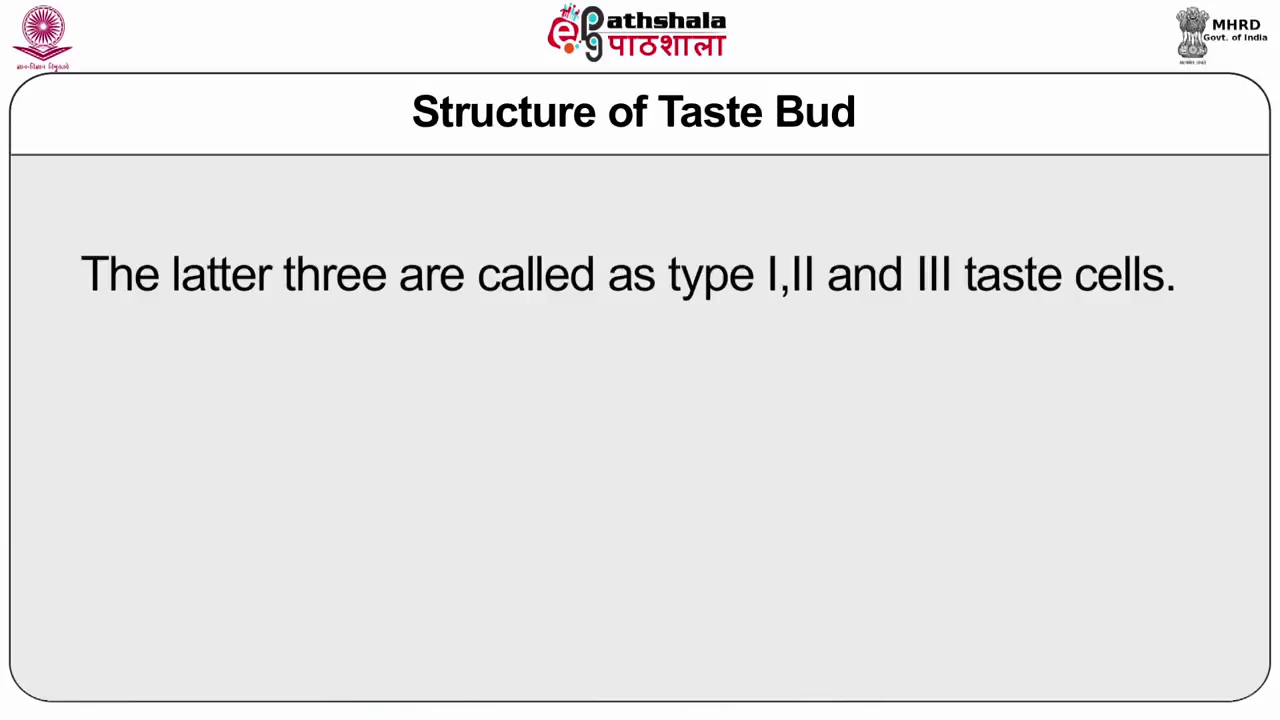 ePathshala
पाठशाला
MHRD
Govt. of India
Structure of Taste Bud
The latter three are called as type I,II and III taste cells.